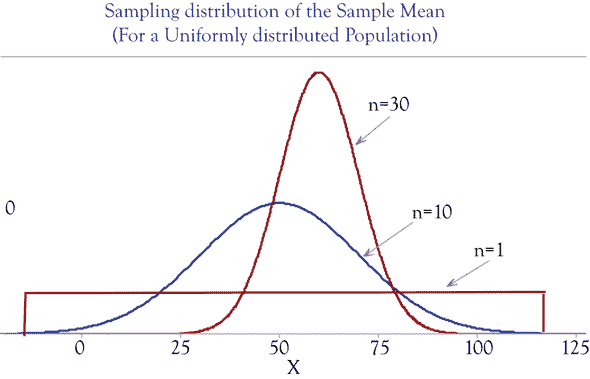 Sampling distribution of the Sample Mean
(For a Uniformly distributed Population)
n=30
0
n=10
n=1
0 25 50 75 100 125
X